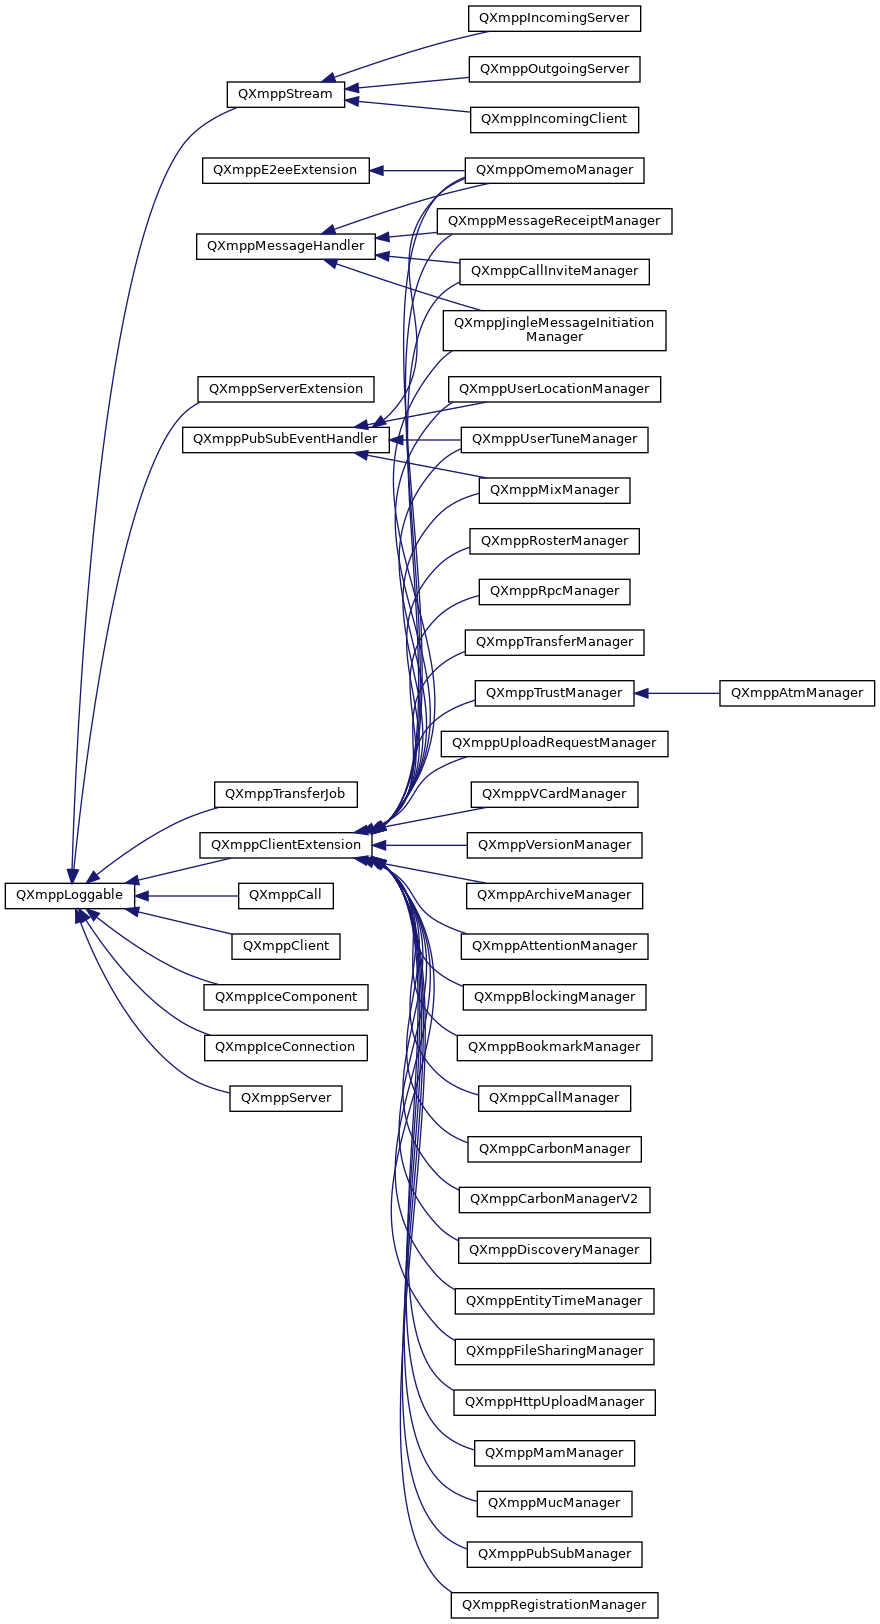 QXmppIncomingServer
QXmppOutgoingServer
QXmppStream
QXmppIncomingClient
QXmppE2eeExtension
QXmppOmemoManager
QXmppMessageReceiptManager
QXmppMessageHandler
QXmppCallInviteManager
QXmppJingleMessageInitiation
Manager
QXmppServerExtension
QXmppUserLocationManager
QXmppPubSubEventHandler
QXmppUserTuneManager
QXmppMixManager
QXmppRosterManager
QXmppRpcManager
QXmppTransferManager
QXmppTrustManager
QXmppAtmManager
QXmppUploadRequestManager
QXmppTransferJob
QXmppVCardManager
QXmppClientExtension
QXmppVersionManager
QXmppLoggable
QXmppCall
QXmppArchiveManager
QXmppClient
QXmppAttentionManager
QXmppIceComponent
QXmppBlockingManager
QXmppIceConnection
QXmppBookmarkManager
QXmppServer
QXmppCallManager
QXmppCarbonManager
QXmppCarbonManagerV2
QXmppDiscoveryManager
QXmppEntityTimeManager
QXmppFileSharingManager
QXmppHttpUploadManager
QXmppMamManager
QXmppMucManager
QXmppPubSubManager
QXmppRegistrationManager